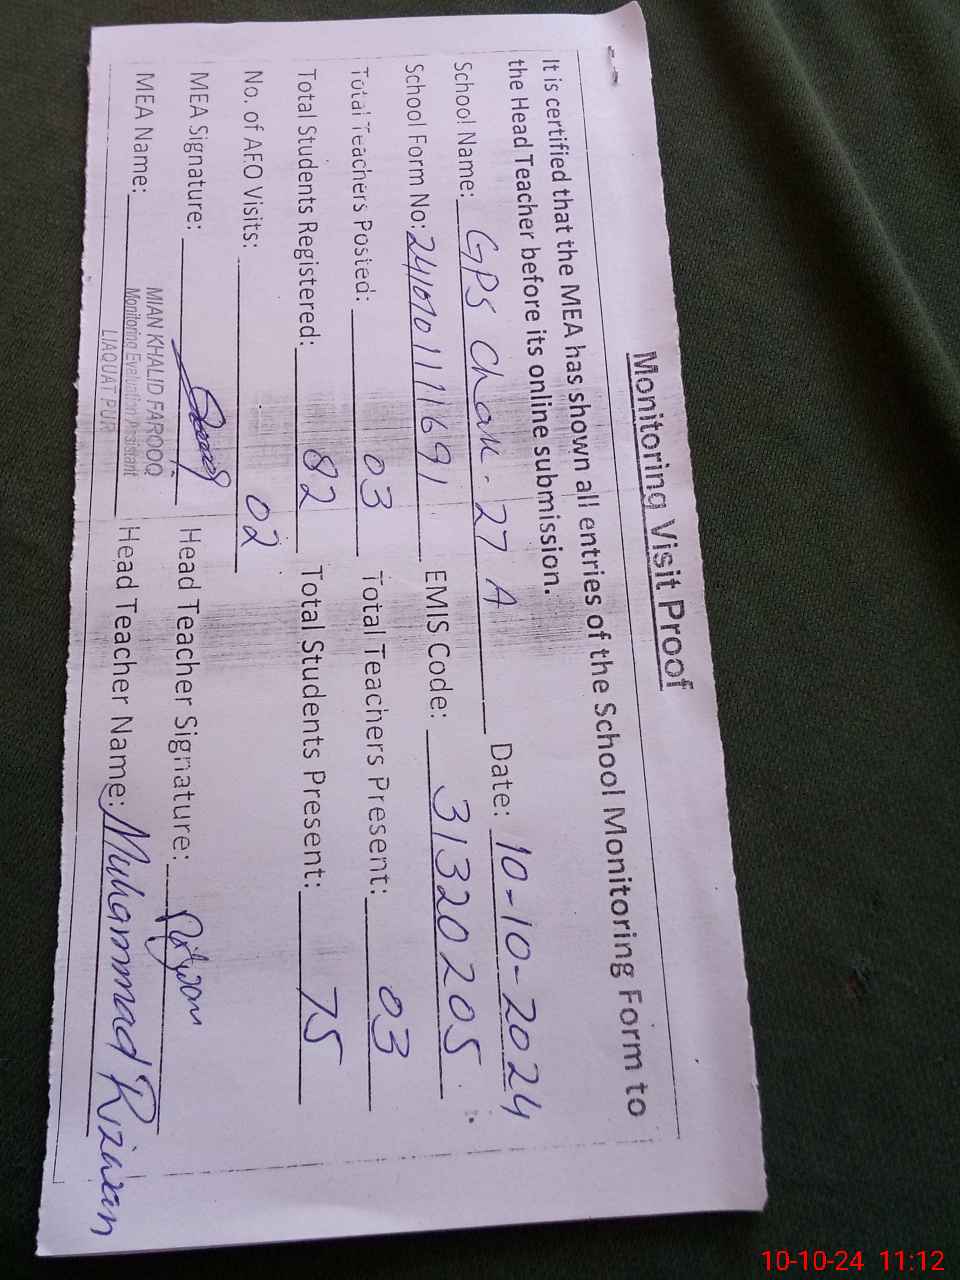 Monitoring Visit Proof
It is certified that the MEA has shown all entries of the School Monitoring Form to
the Head Teacher before its online submission.
School Name: GPS Chak - 27 A Date: 10-10-2024
School Form No: EMIS Code: 31320205
Total Teachers Posted: 03 Total Teachers Present: 03
Total Students Registered: 82 Total Students Present: 75
No. of AEO Visits: 02
MEA Signature: Head Teacher Signature: Rizwan
MIAN KHALID FAROOQ
MEA Name: Monitoring Evaluation Assistant Head Teacher Name: Muhammad Rizwan
LIAQUAT PUR
10-10-24 11:12